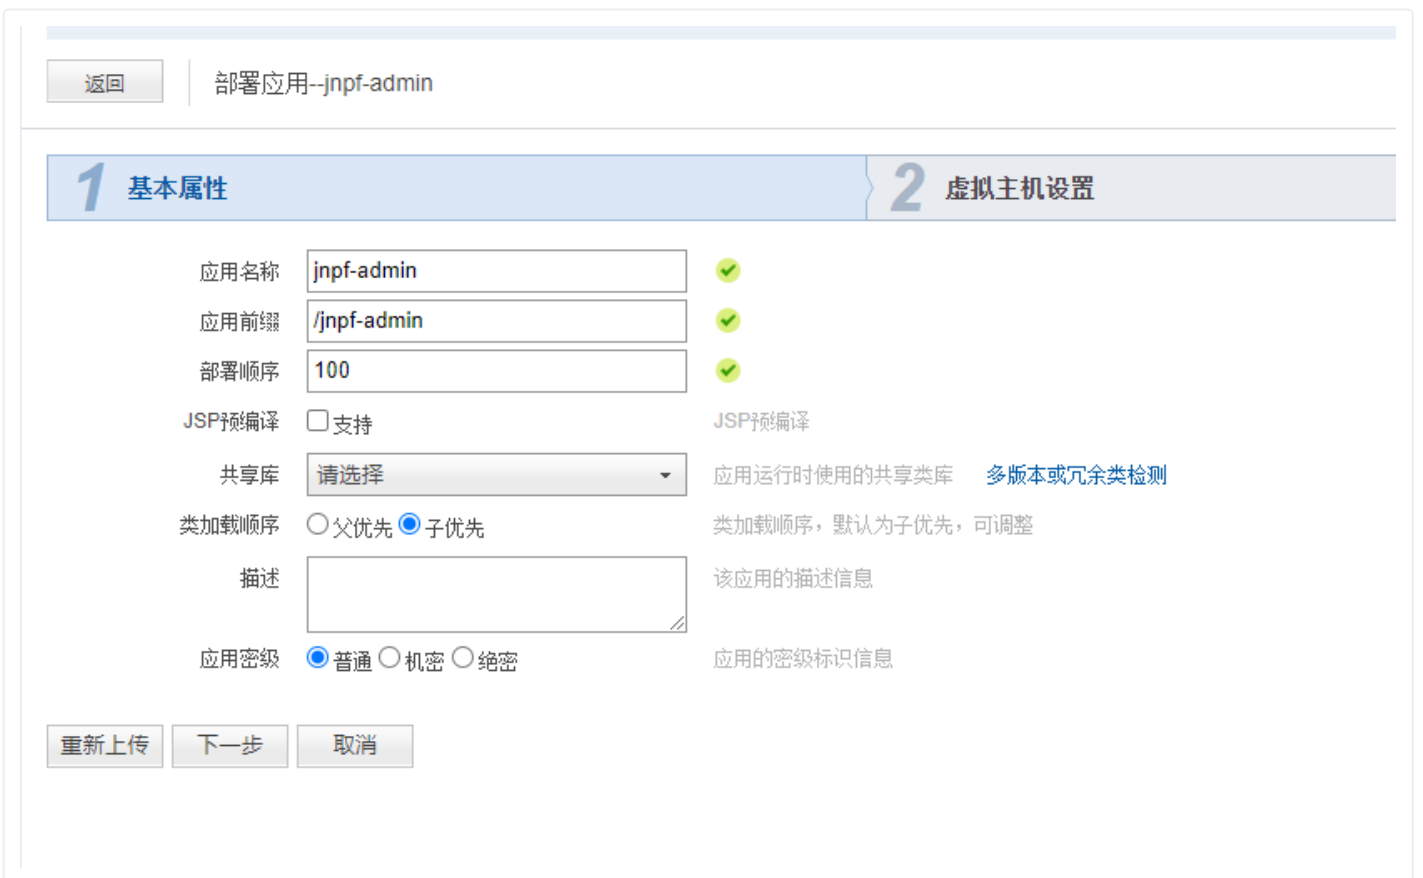 返回 部署应用--jnpf-admin
1 基本属性 2 虚拟主机设置
应用名称 jnpf-admin
应用前缀 /jnpf-admin
部署顺序 100
JSP预编译 支持 JSP预编译
共享库 请选择 应用运行时使用的共享类库 多版本或冗余类检测
类加载顺序 父优先 子优先 类加载顺序，默认为子优先，可调整
描述 该应用的描述信息
应用密级 普通 机密 绝密 应用的密级标识信息
重新上传 下一步 取消